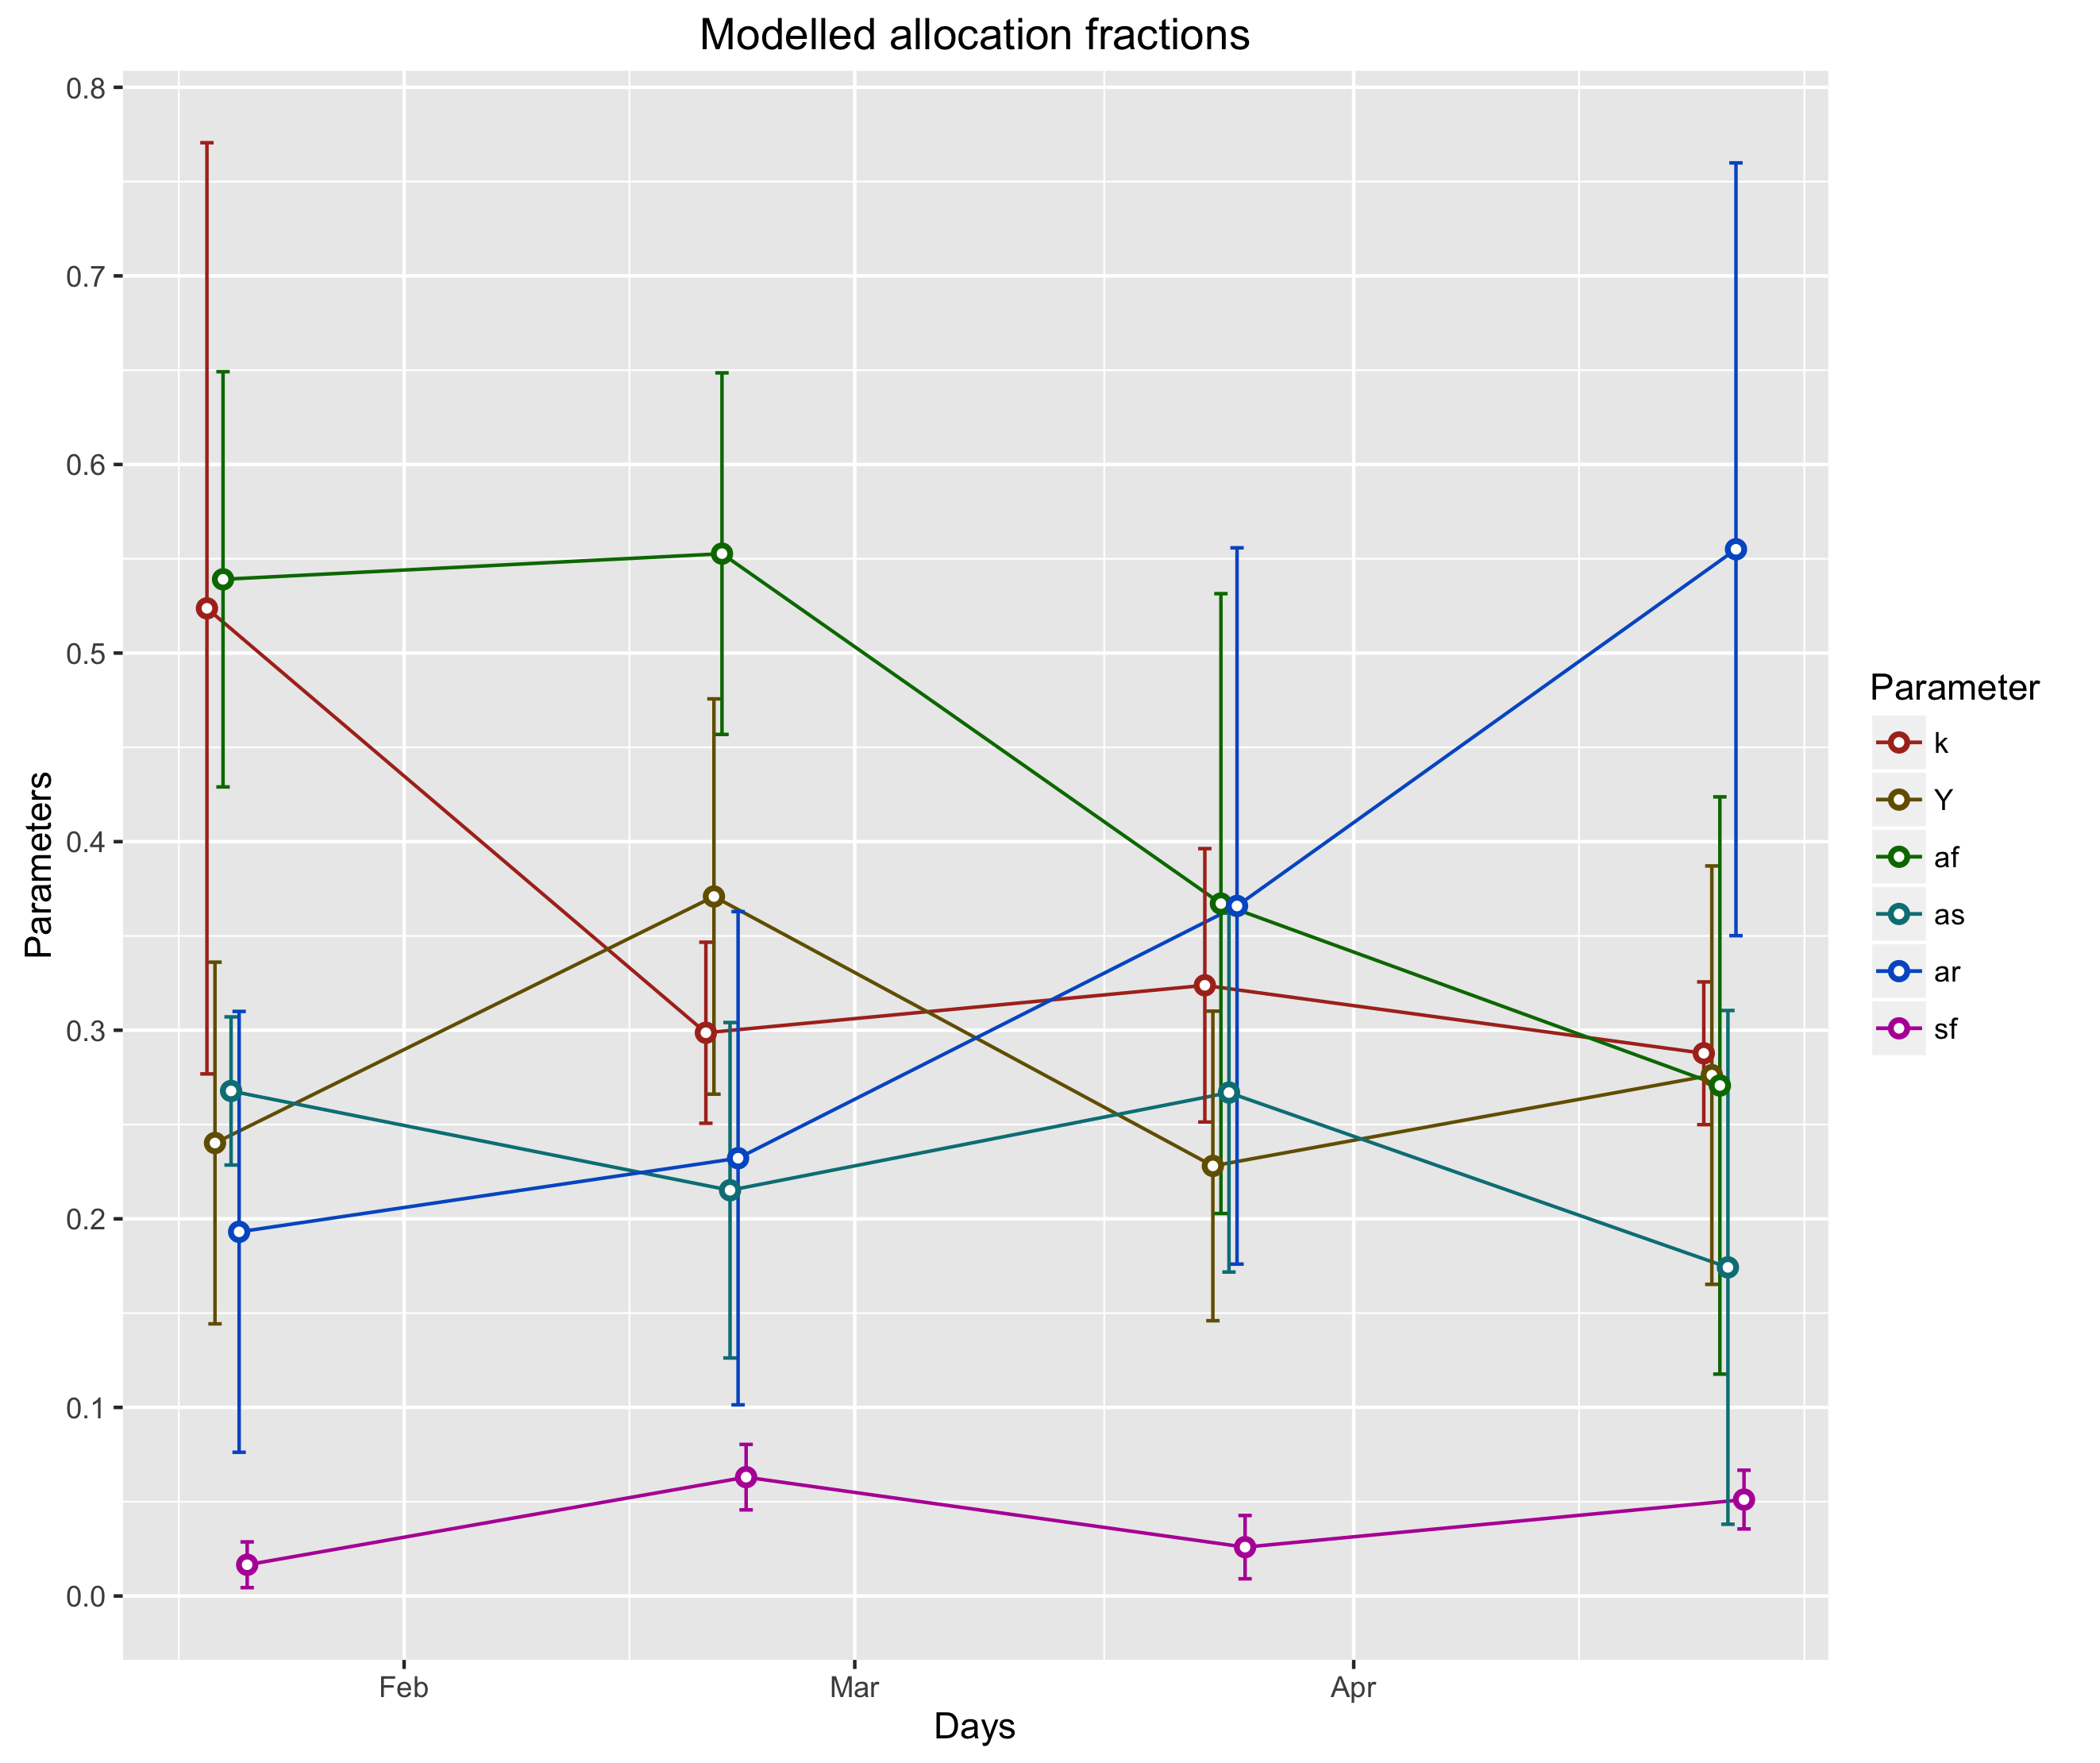 Modelled allocation fractions
Parameters
0.8
0.7
0.6
0.5
0.4
0.3
0.2
0.1
0.0
Feb Mar Apr
Days
Parameter
k
Y
af
as
ar
sf